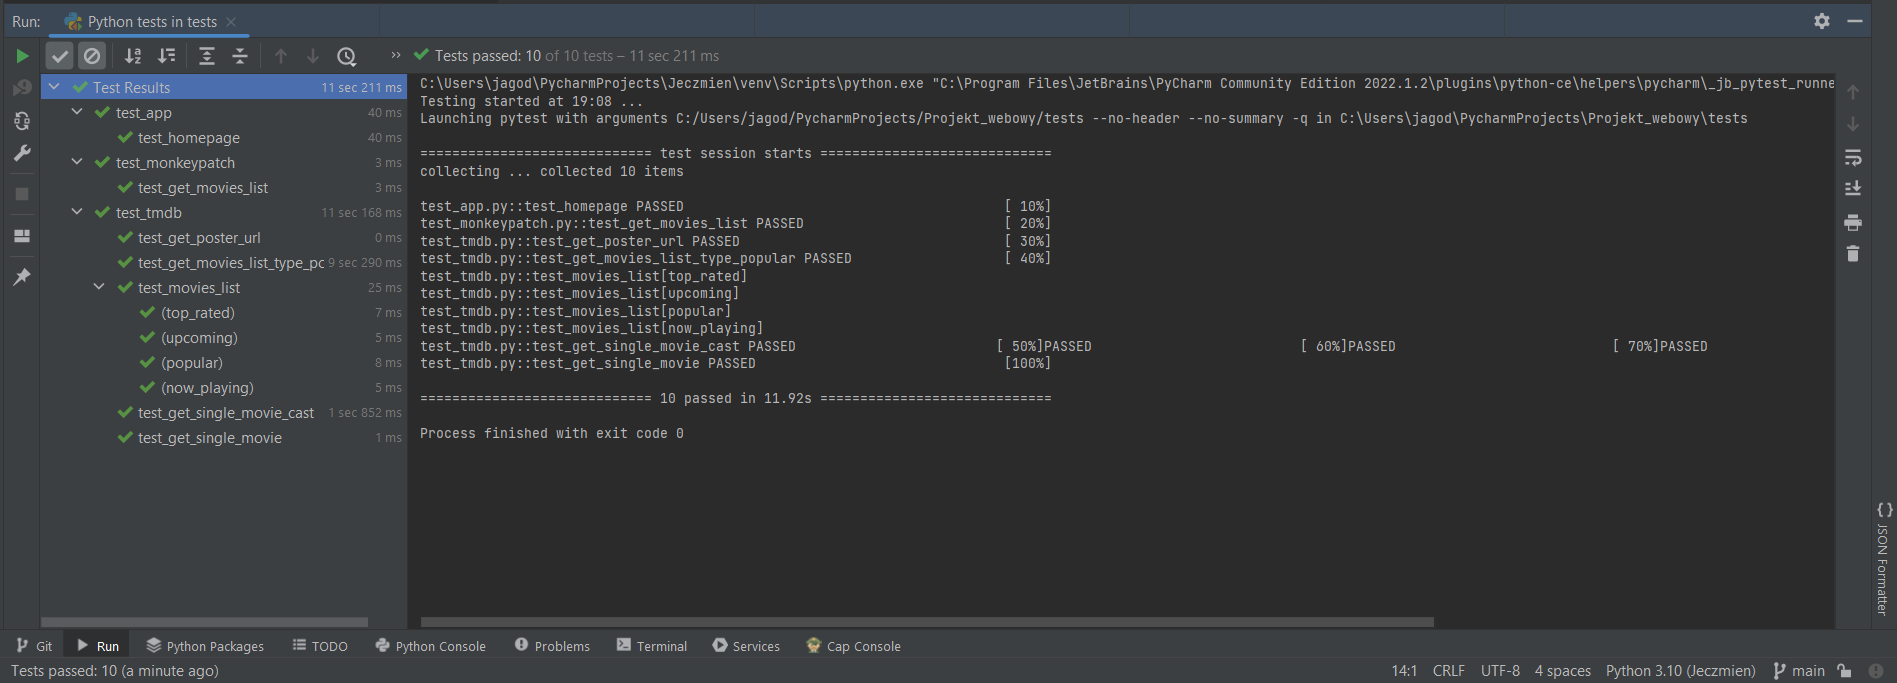 Run: Python tests in tests
Tests passed: 10 of 10 tests – 11 sec 211 ms
Test Results 11 sec 211 ms
test_app 40 ms
test_homepage 40 ms
test_monkeypatch 3 ms
test_get_movies_list 3 ms
test_tmdb 11 sec 168 ms
test_get_poster_url 0 ms
test_get_movies_list_type_pc 9 sec 290 ms
test_movies_list 25 ms
(top_rated) 7 ms
(upcoming) 5 ms
(popular) 8 ms
(now_playing) 5 ms
test_get_single_movie_cast 1 sec 852 ms
test_get_single_movie 1 ms
C:\Users\jagod\PycharmProjects\Jeczmien\venv\Scripts\python.exe "C:\Program Files\JetBrains\PyCharm Community Edition 2022.1.2\plugins\python-ce\helpers\pycharm\_jb_pytest_runne
Testing started at 19:08 ...
Launching pytest with arguments C:/Users/jagod/PycharmProjects/Projekt_webowy/tests --no-header --no-summary -q in C:\Users\jagod\PycharmProjects\Projekt_webowy\tests
============================= test session starts =============================
collecting ... collected 10 items
test_app.py::test_homepage PASSED [ 10%]
test_monkeypatch.py::test_get_movies_list PASSED [ 20%]
test_tmdb.py::test_get_poster_url PASSED [ 30%]
test_tmdb.py::test_get_movies_list_type_popular PASSED [ 40%]
test_tmdb.py::test_movies_list[top_rated]
test_tmdb.py::test_movies_list[upcoming]
test_tmdb.py::test_movies_list[popular]
test_tmdb.py::test_movies_list[now_playing]
test_tmdb.py::test_get_single_movie_cast PASSED [ 50%]PASSED [ 60%]PASSED [ 70%]PASSED
test_tmdb.py::test_get_single_movie PASSED [100%]
============================= 10 passed in 11.92s =============================
Process finished with exit code 0
JSON Formatter
Git Run Python Packages TODO Python Console Problems Terminal Services Cap Console
Tests passed: 10 (a minute ago) 14:1 CRLF UTF-8 4 spaces Python 3.10 (Jeczmien) main